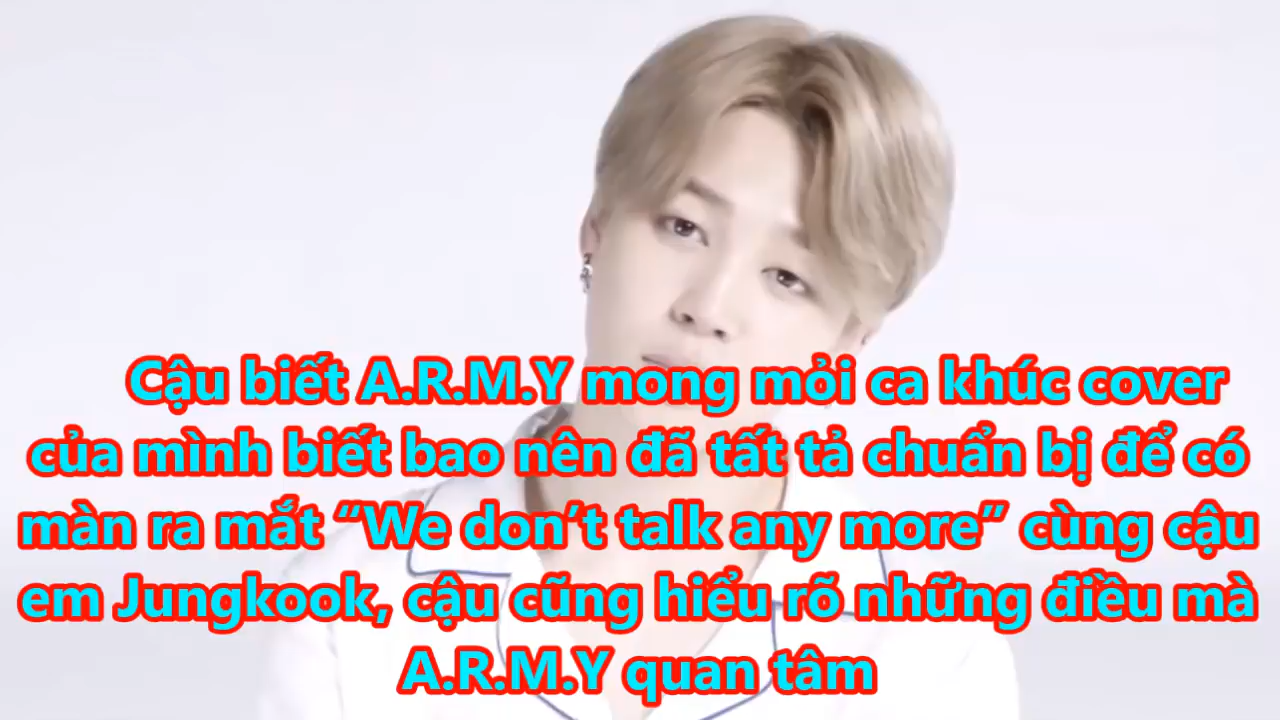 Cậu biết A.R.M.Y mong mỏi ca khúc cover
của mình biết bao nên đã tất tả chuẩn bị để có
màn ra mắt “We don’t talk any more” cùng cậu
em Jungkook, cậu cũng hiểu rõ những điều mà
A.R.M.Y quan tâm